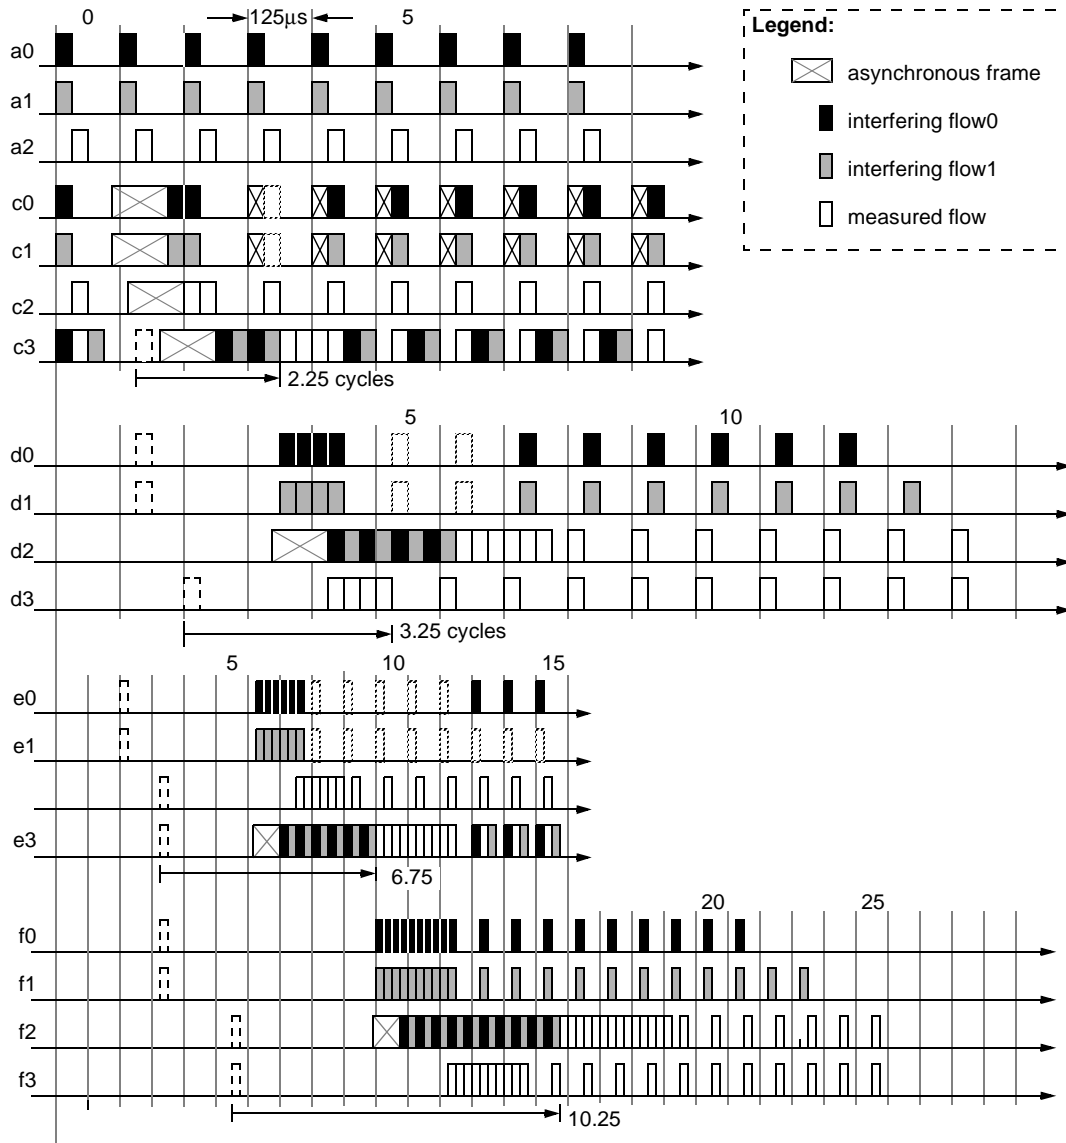 0 125µs 5
a0
a1
a2
c0
c1
c2
c3
2.25 cycles
Legend:
asynchronous frame
interfering flow0
interfering flow1
measured flow
5 10
d0
d1
d2
d3
3.25 cycles
5 10 15
e0
e1
e3
6.75
20 25
f0
f1
f2
f3
10.25